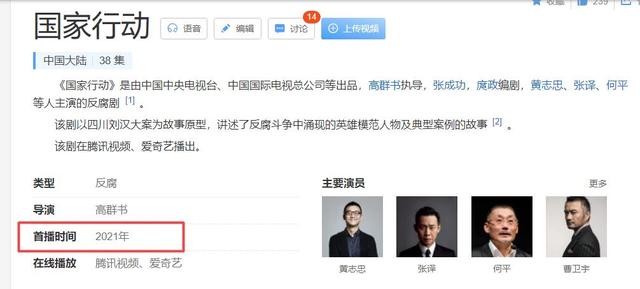 收藏
239
国家行动
语音
编辑
讨论
14
上传视频
中国大陆 38 集
《国家行动》是由中国中央电视台、中国国际电视总公司等出品，高群书执导，张成功，庹政编剧，黄志忠、张译、何平
等人主演的反腐剧 [1] 。
该剧以四川刘汉大案为故事原型，讲述了反腐斗争中涌现的英雄模范人物及典型案例的故事 [2] 。
该剧在腾讯视频、爱奇艺播出。
类型 反腐
导演 高群书
首播时间 2021年
在线播放 腾讯视频、爱奇艺
主要演员 更多
黄志忠 张译 何平 曹卫宇